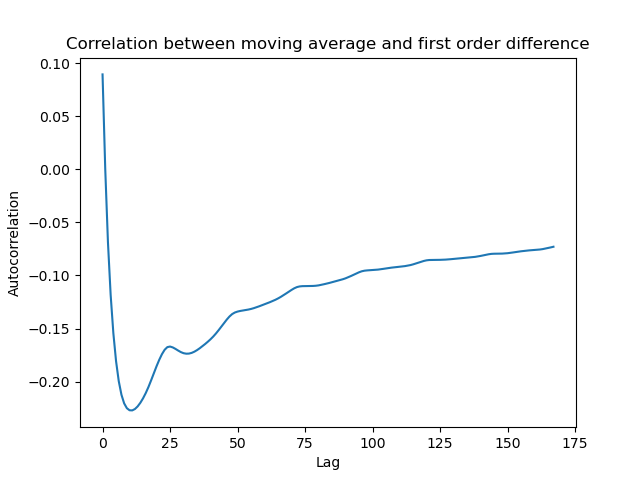 Correlation between moving average and first order difference
0.10
0.05
0.00
−0.05
−0.10
−0.15
−0.20
Autocorrelation
0 25 50 75 100 125 150 175
Lag